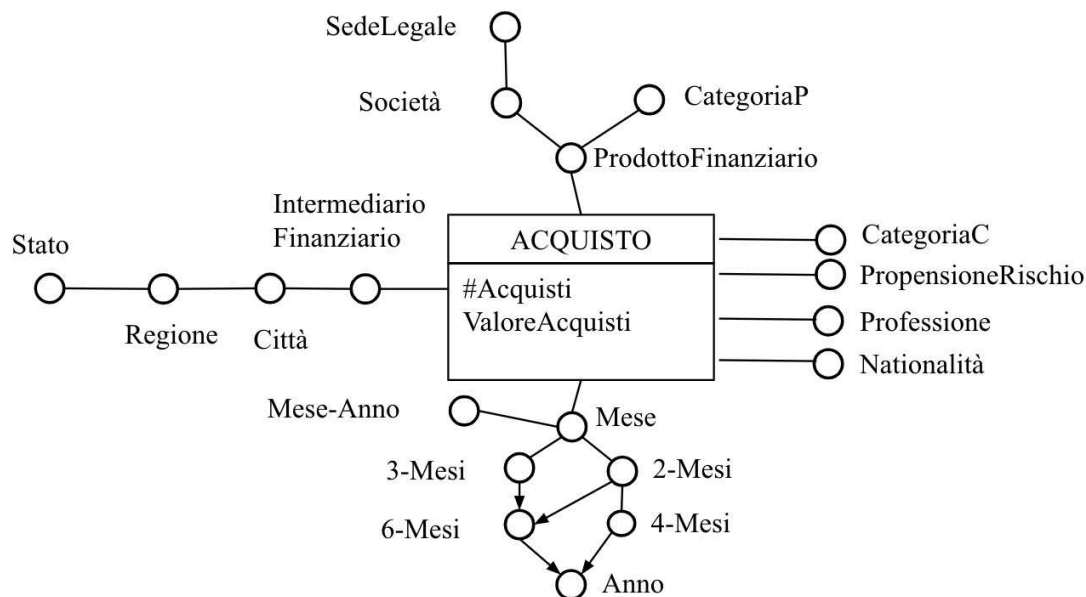 SedeLegale
Società
CategoriaP
ProdottoFinanziario
Intermediario
Finanziario
Stato
Regione
Città
ACQUISTO
#Acquisti
ValoreAcquisti
CategoriaC
PropensioneRischio
Professione
Nationalità
Mese-Anno
Mese
3-Mesi
2-Mesi
6-Mesi
4-Mesi
Anno